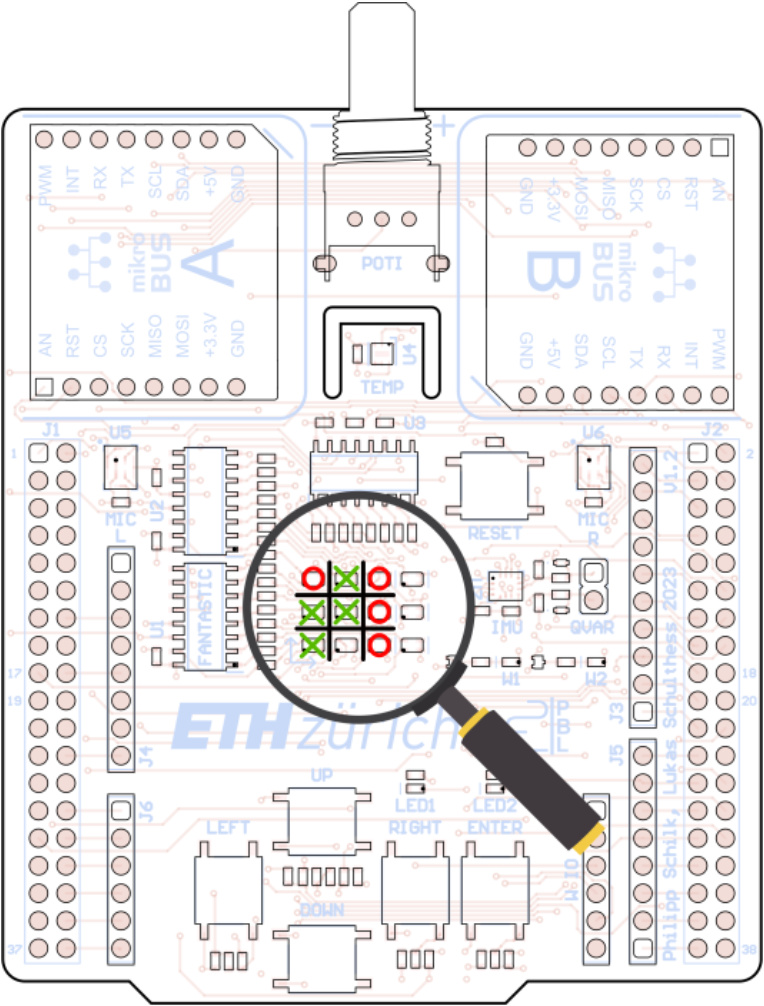 − +
PWM INT RX TX SCL SDA +5V GND
GND +3.3V MOSI MISO SCK CS RST AN
mikro
BUS
A
POTI
B
mikro
BUS
AN RST CS SCK MISO MOSI +3.3V GND
U4
TEMP
GND +5V SDA SCL TX RX INT PWM
J1
U5
U3
U6
J2
1
2
MIC
L
U2
RESET
MIC
R
U1.2
FANTASTIC
U1
IMU
QVAR
17
19
W1
W2
18
20
J3
ETH zürich
P
B
L
J4
J5
UP
J6
LED1
LED2
LEFT
RIGHT
ENTER
DOWN
IO
Philipp Schilk, Lukas Schulthess 2023
37
38